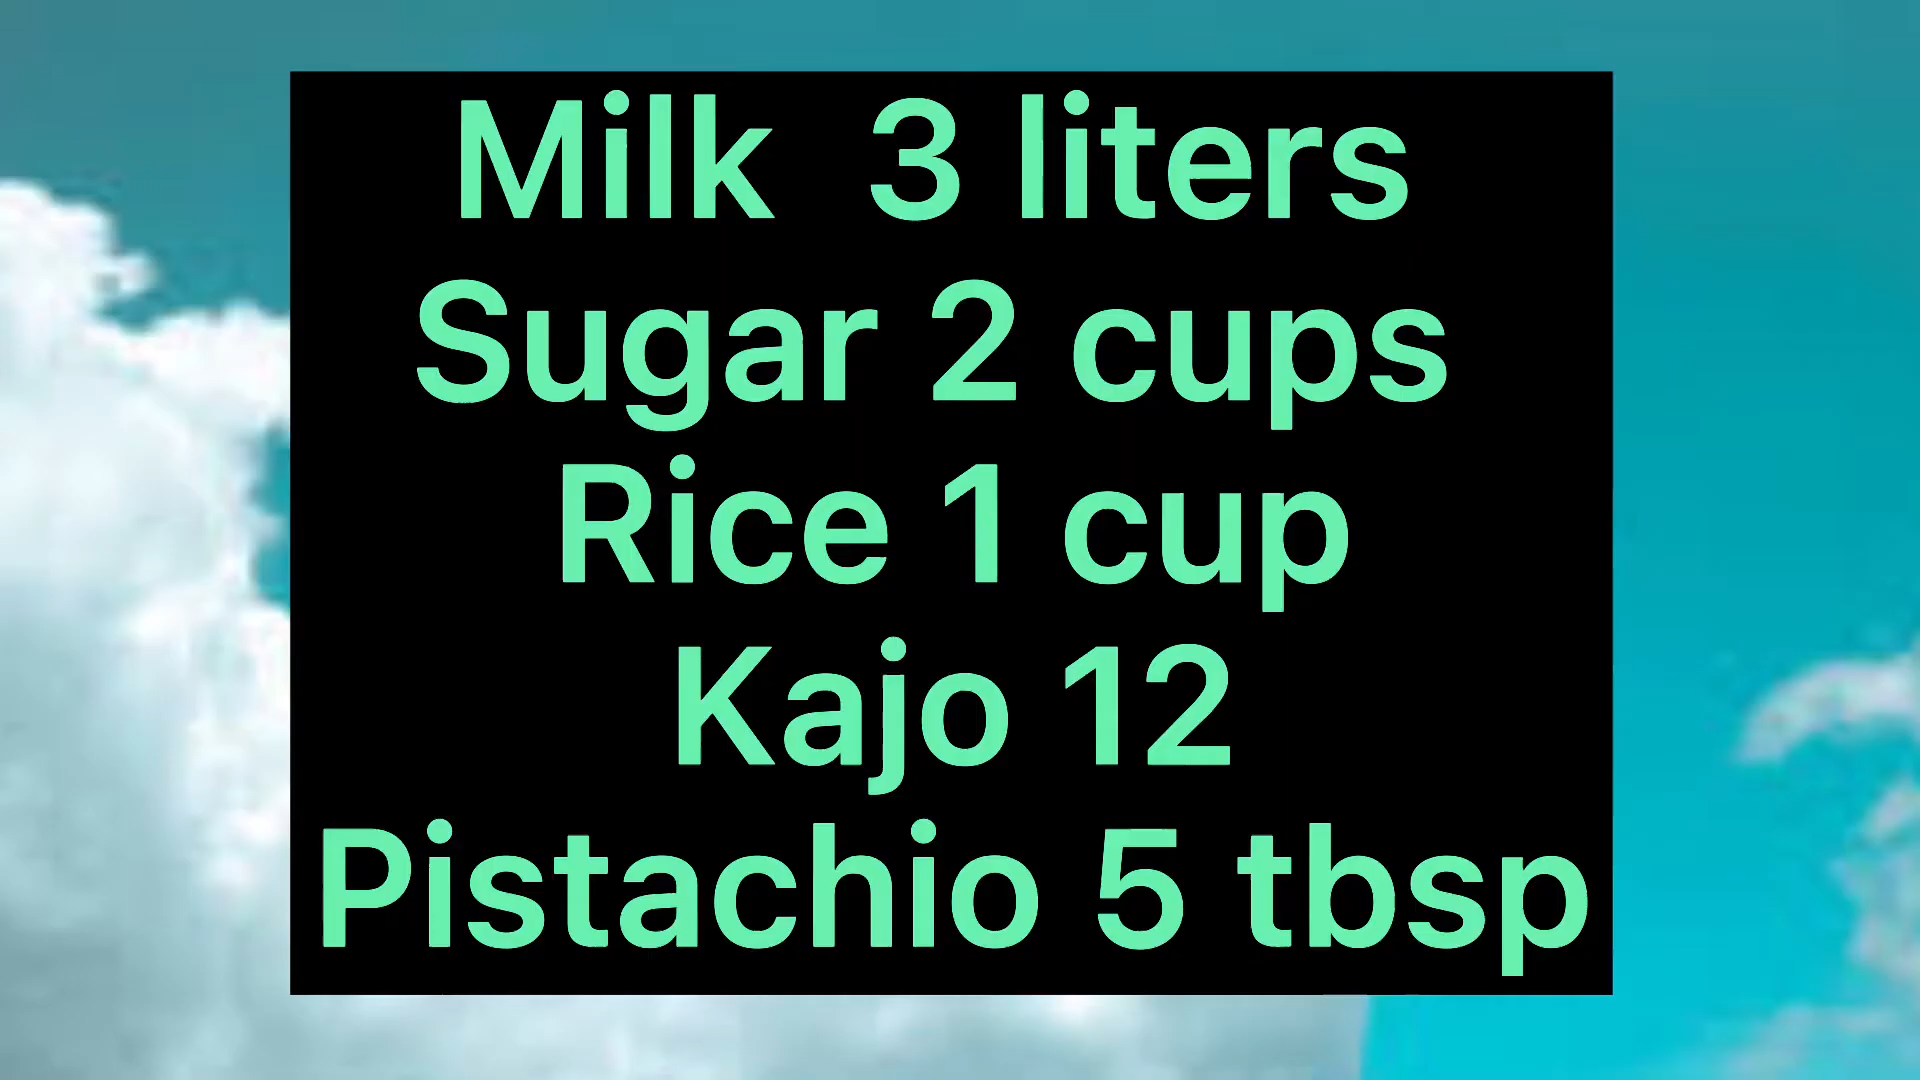 Milk 3 liters
Sugar 2 cups
Rice 1 cup
Kajo 12
Pistachio 5 tbsp